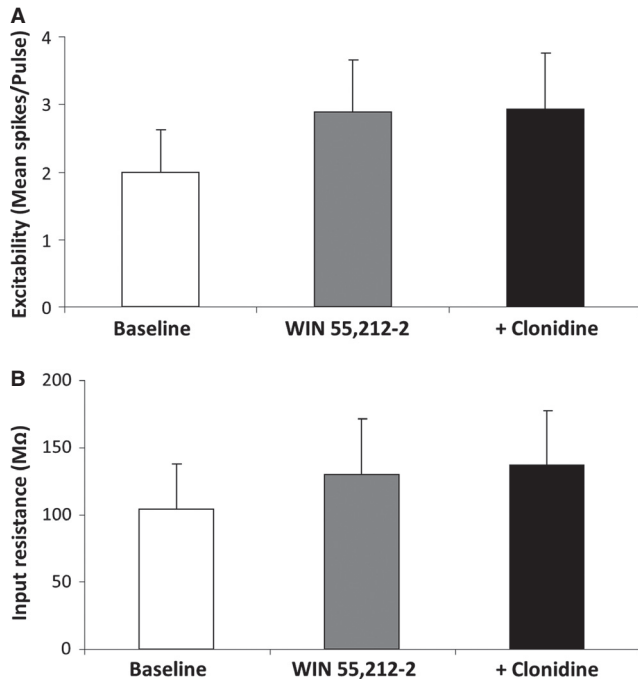 A
Excitability (Mean spikes/Pulse)
4
3
2
1
0
Baseline
WIN 55,212-2
+ Clonidine
B
Input resistance (MΩ)
200
150
100
50
0
Baseline
WIN 55,212-2
+ Clonidine